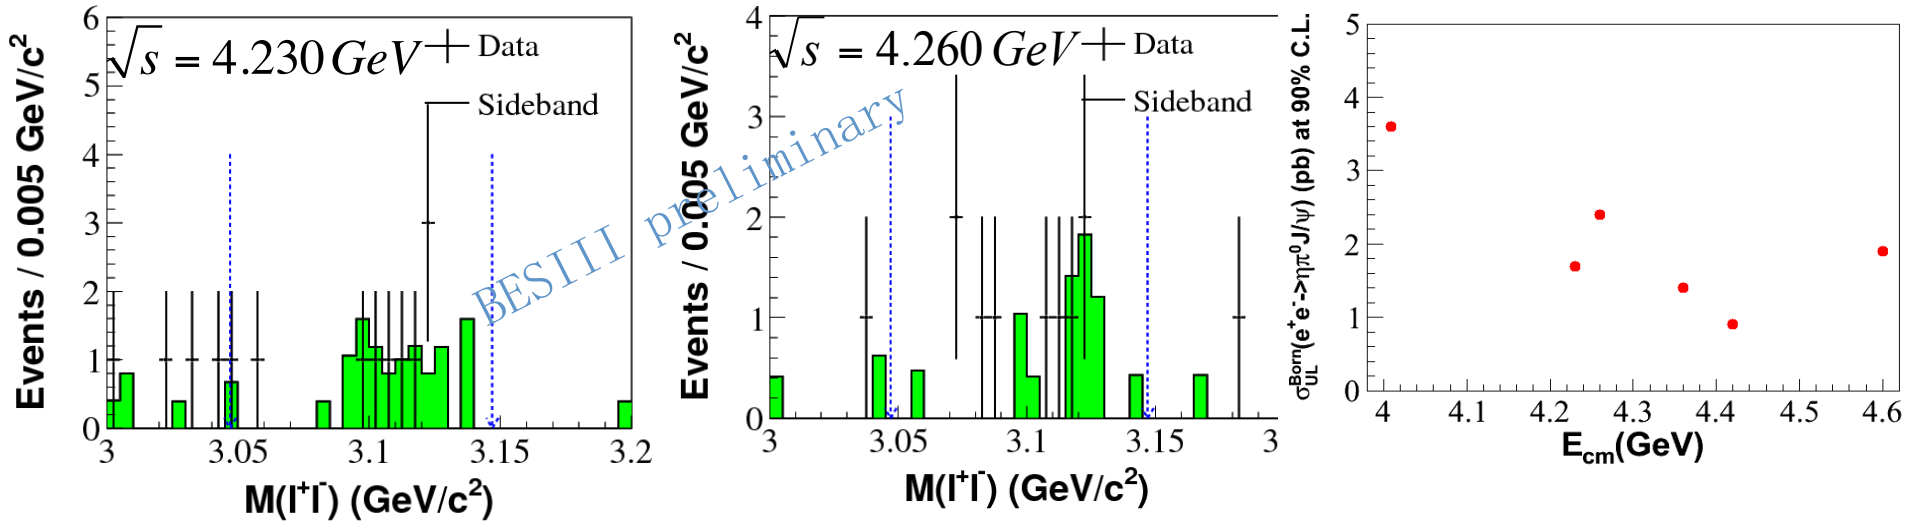 6
5
4
3
2
1
0
Events / 0.005 GeV/c²
√s = 4.230 GeV
Data
Sideband
3 3.05 3.1 3.15 3.2
M(l⁺l⁻) (GeV/c²)
BESIII preliminary
4
3
2
1
0
Events / 0.005 GeV/c²
√s = 4.260 GeV
Data
Sideband
3 3.05 3.1 3.15 3
M(l⁺l⁻) (GeV/c²)
5
4
3
2
1
0
σ^Born_UL(e⁺e⁻->ηπ⁰J/ψ) (pb) at 90% C.L.
4 4.1 4.2 4.3 4.4 4.5 4.6
E_cm(GeV)